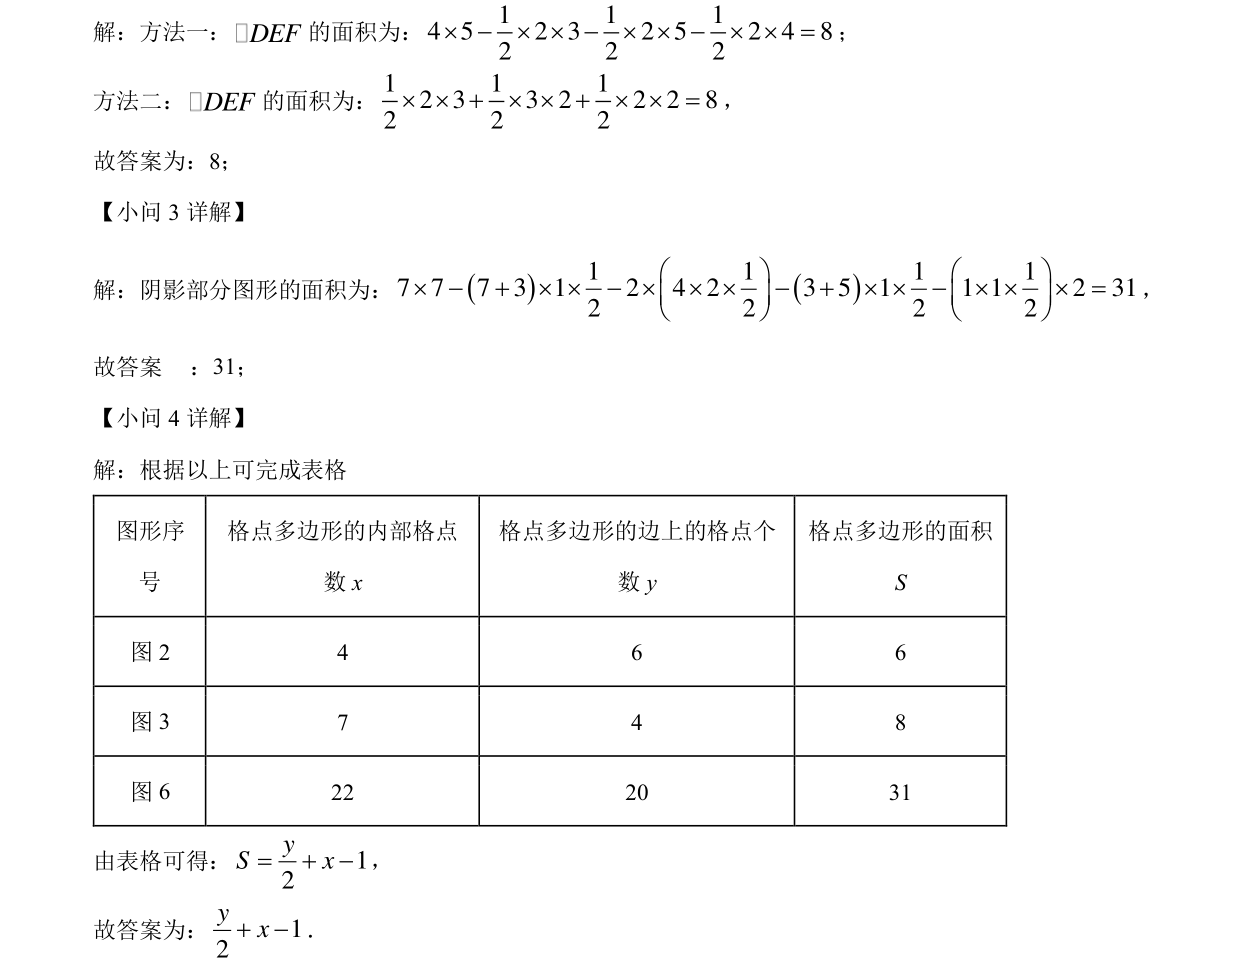 解：方法一：□DEF 的面积为：4×5−1/2×2×3−1/2×2×5−1/2×2×4=8；
方法二：□DEF 的面积为：1/2×2×3+1/2×3×2+1/2×2×2=8，
故答案为：8；
【小问 3 详解】
解：阴影部分图形的面积为：7×7−(7+3)×1×1/2−2×(4×2×1/2)−(3+5)×1×1/2−(1×1×1/2)×2=31，
故答案 ：31；
【小问 4 详解】
解：根据以上可完成表格
图形序号 格点多边形的内部格点数 x 格点多边形的边上的格点个数 y 格点多边形的面积 S
图 2 4 6 6
图 3 7 4 8
图 6 22 20 31
由表格可得：S=y/2+x−1，
故答案为：y/2+x−1．